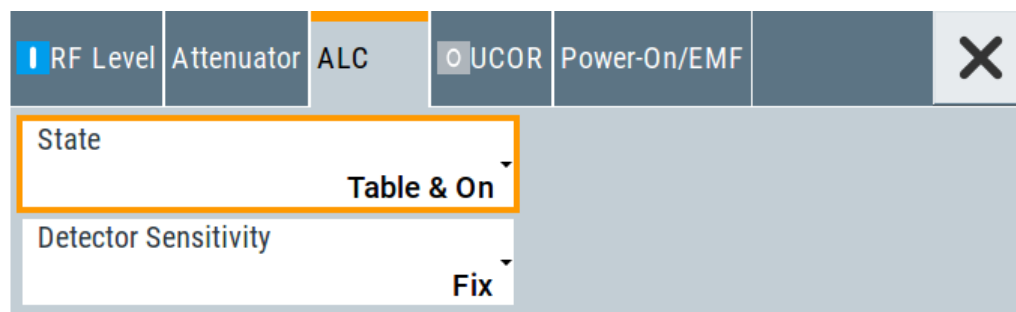 I RF Level Attenuator ALC O UCOR Power-On/EMF
State
Table & On
Detector Sensitivity
Fix